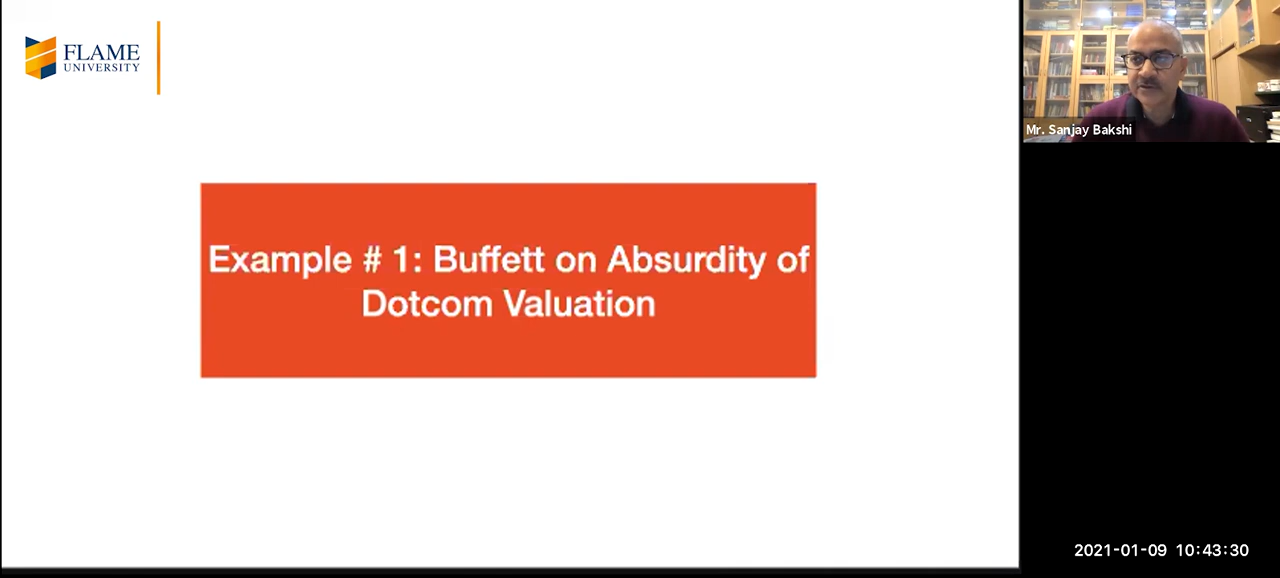 FLAME
UNIVERSITY
Example # 1: Buffett on Absurdity of
Dotcom Valuation
Mr. Sanjay Bakshi
2021-01-09 10:43:30